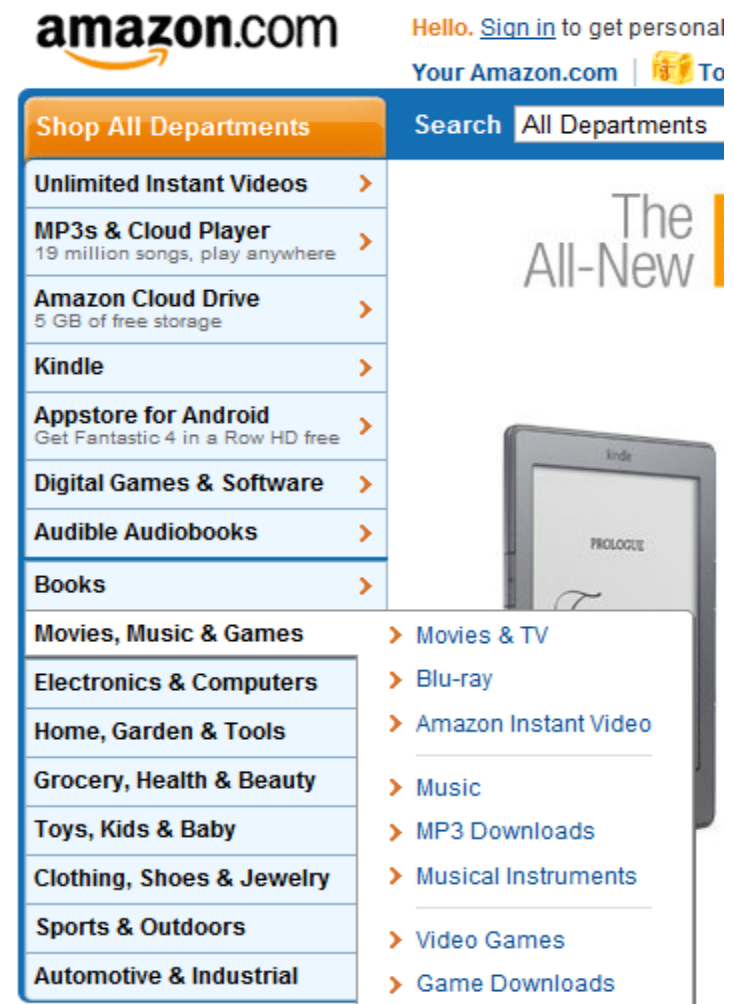 amazon.com
Hello. Sign in to get personal
Your Amazon.com
To
Shop All Departments
Search
All Departments
Unlimited Instant Videos
MP3s & Cloud Player
19 million songs, play anywhere
Amazon Cloud Drive
5 GB of free storage
Kindle
Appstore for Android
Get Fantastic 4 in a Row HD free
Digital Games & Software
Audible Audiobooks
Books
Movies, Music & Games
Electronics & Computers
Home, Garden & Tools
Grocery, Health & Beauty
Toys, Kids & Baby
Clothing, Shoes & Jewelry
Sports & Outdoors
Automotive & Industrial
The
All-New
kindle
PROLOGUE
Movies & TV
Blu-ray
Amazon Instant Video
Music
MP3 Downloads
Musical Instruments
Video Games
Game Downloads